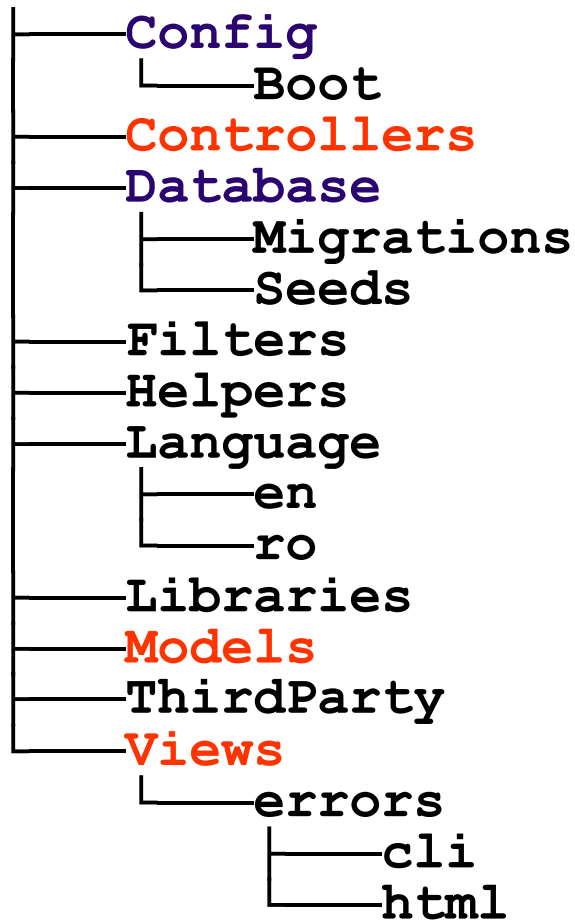 Config
Boot
Controllers
Database
Migrations
Seeds
Filters
Helpers
Language
en
ro
Libraries
Models
ThirdParty
Views
errors
cli
html